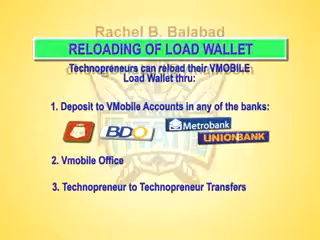 Rachel B. Balabad
RELOADING OF LOAD WALLET
Technopreneurs can reload their VMOBILE
Load Wallet thru:
1. Deposit to VMobile Accounts in any of the banks:
BDO Metrobank
UNIONBANK
2. Vmobile Office
3. Technopreneur to Technopreneur Transfers